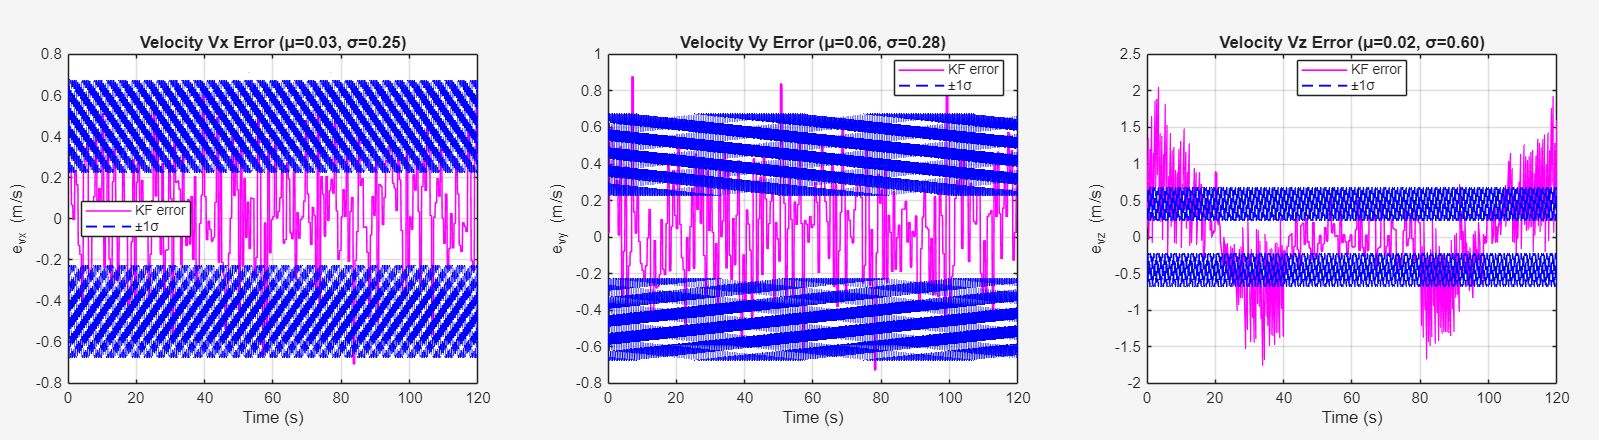 Velocity Vx Error (μ=0.03, σ=0.25)
0.8
0.6
0.4
0.2
0
-0.2
-0.4
-0.6
-0.8
e_vx (m/s)
KF error
±1σ
0 20 40 60 80 100 120
Time (s)
Velocity Vy Error (μ=0.06, σ=0.28)
1
0.8
0.6
0.4
0.2
0
-0.2
-0.4
-0.6
-0.8
e_vy (m/s)
KF error
±1σ
0 20 40 60 80 100 120
Time (s)
Velocity Vz Error (μ=0.02, σ=0.60)
2.5
2
1.5
1
0.5
0
-0.5
-1
-1.5
-2
e_vz (m/s)
KF error
±1σ
0 20 40 60 80 100 120
Time (s)